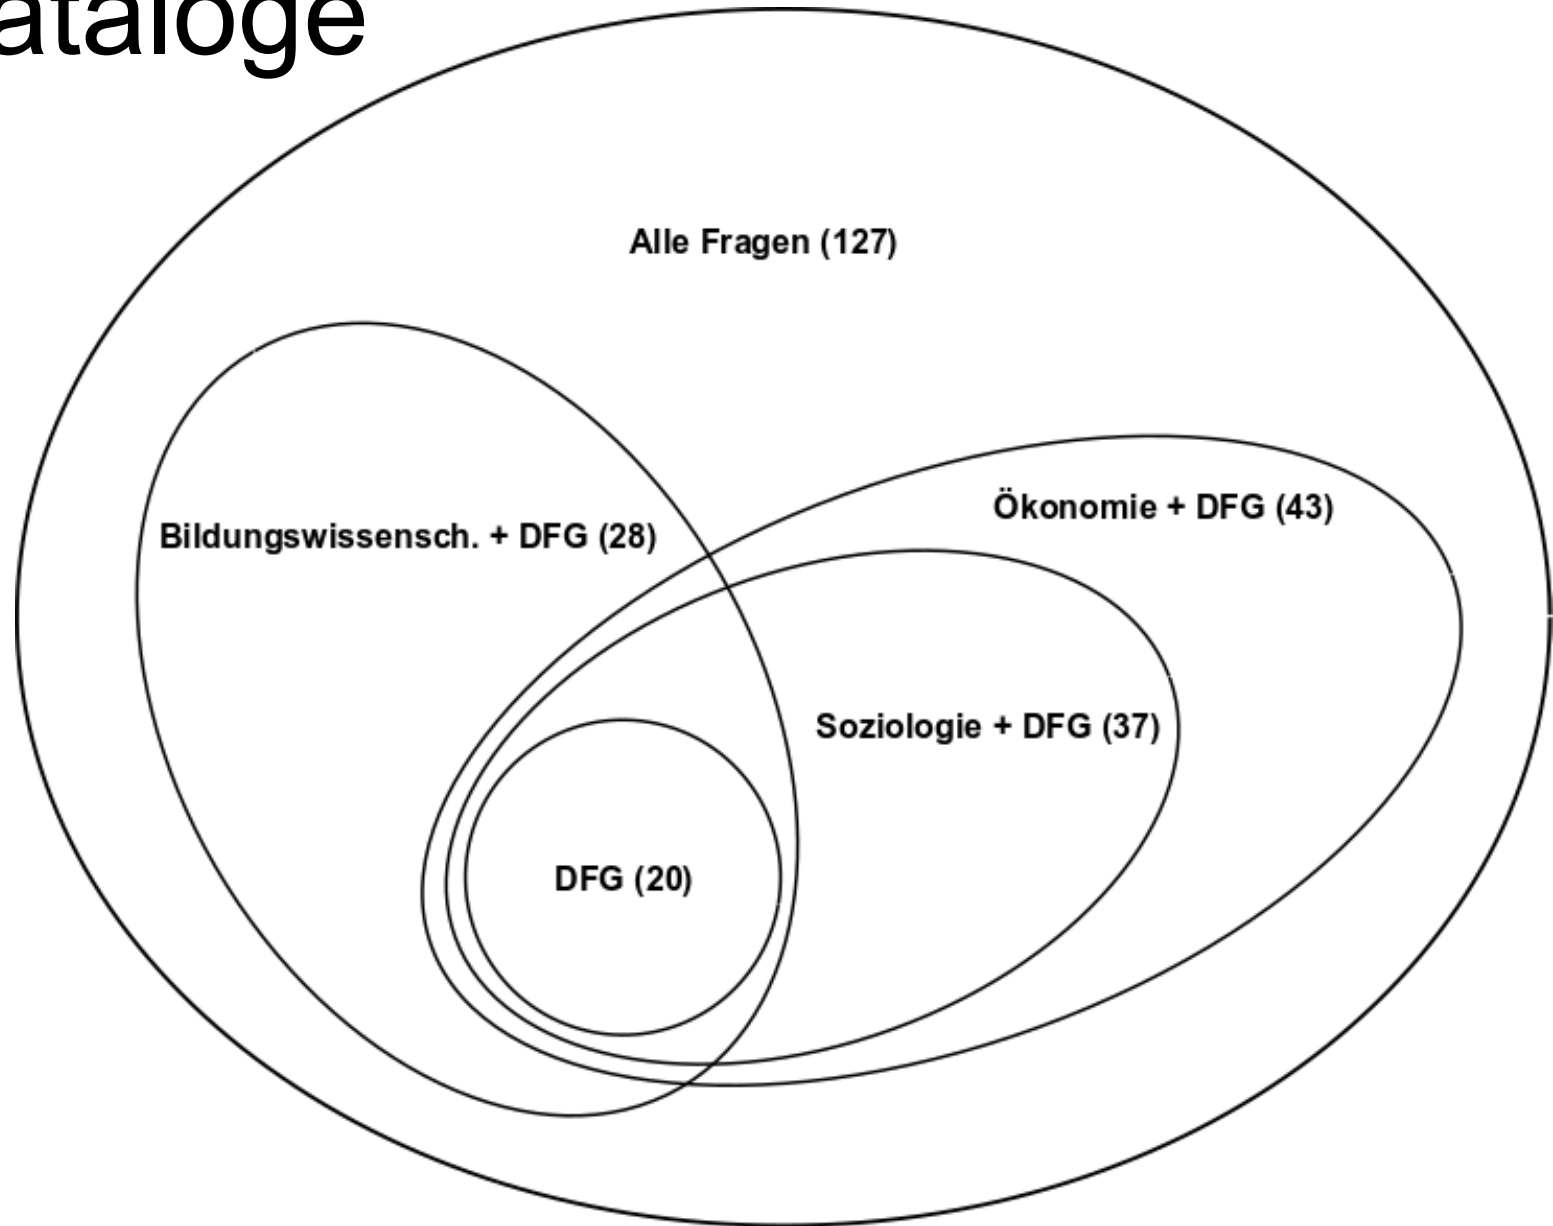 ataloge
Alle Fragen (127)
Ökonomie + DFG (43)
Bildungswissensch. + DFG (28)
Soziologie + DFG (37)
DFG (20)